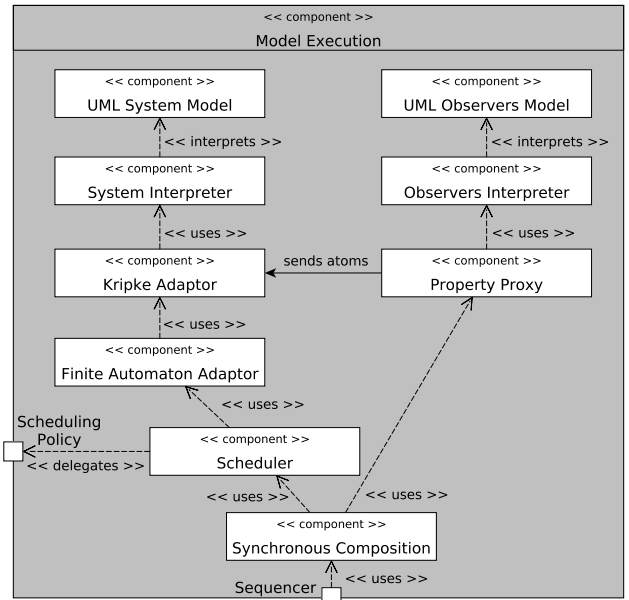 << component >>
Model Execution
<< component >>
UML System Model
<< component >>
UML Observers Model
<< interprets >>
<< interprets >>
<< component >>
System Interpreter
<< component >>
Observers Interpreter
<< uses >>
<< uses >>
<< component >>
Kripke Adaptor
sends atoms
<< component >>
Property Proxy
<< uses >>
<< component >>
Finite Automaton Adaptor
<< uses >>
Scheduling
Policy
<< delegates >>
<< component >>
Scheduler
<< uses >>
<< uses >>
<< component >>
Synchronous Composition
Sequencer
<< uses >>